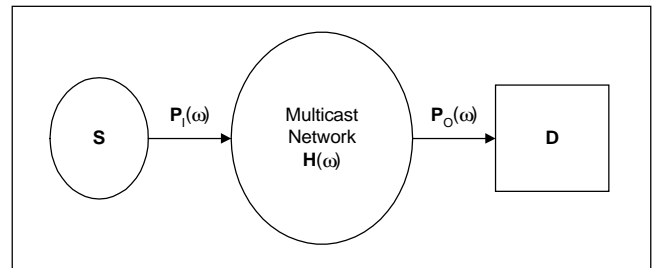 S
P_I(ω)
Multicast
Network
H(ω)
P_O(ω)
D